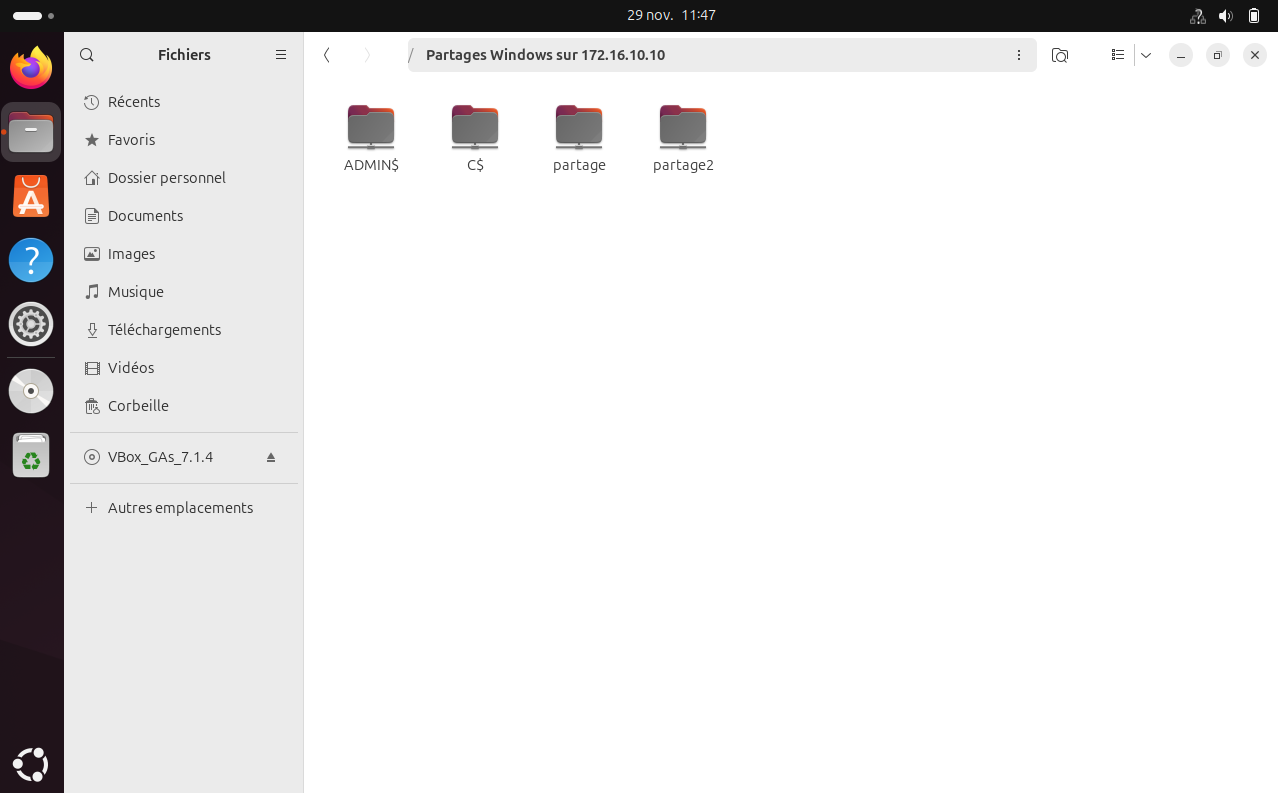 29 nov. 11:47
Fichiers
/ Partages Windows sur 172.16.10.10
Récents
Favoris
Dossier personnel
Documents
Images
Musique
Téléchargements
Vidéos
Corbeille
VBox_GAs_7.1.4
Autres emplacements
ADMIN$
C$
partage
partage2